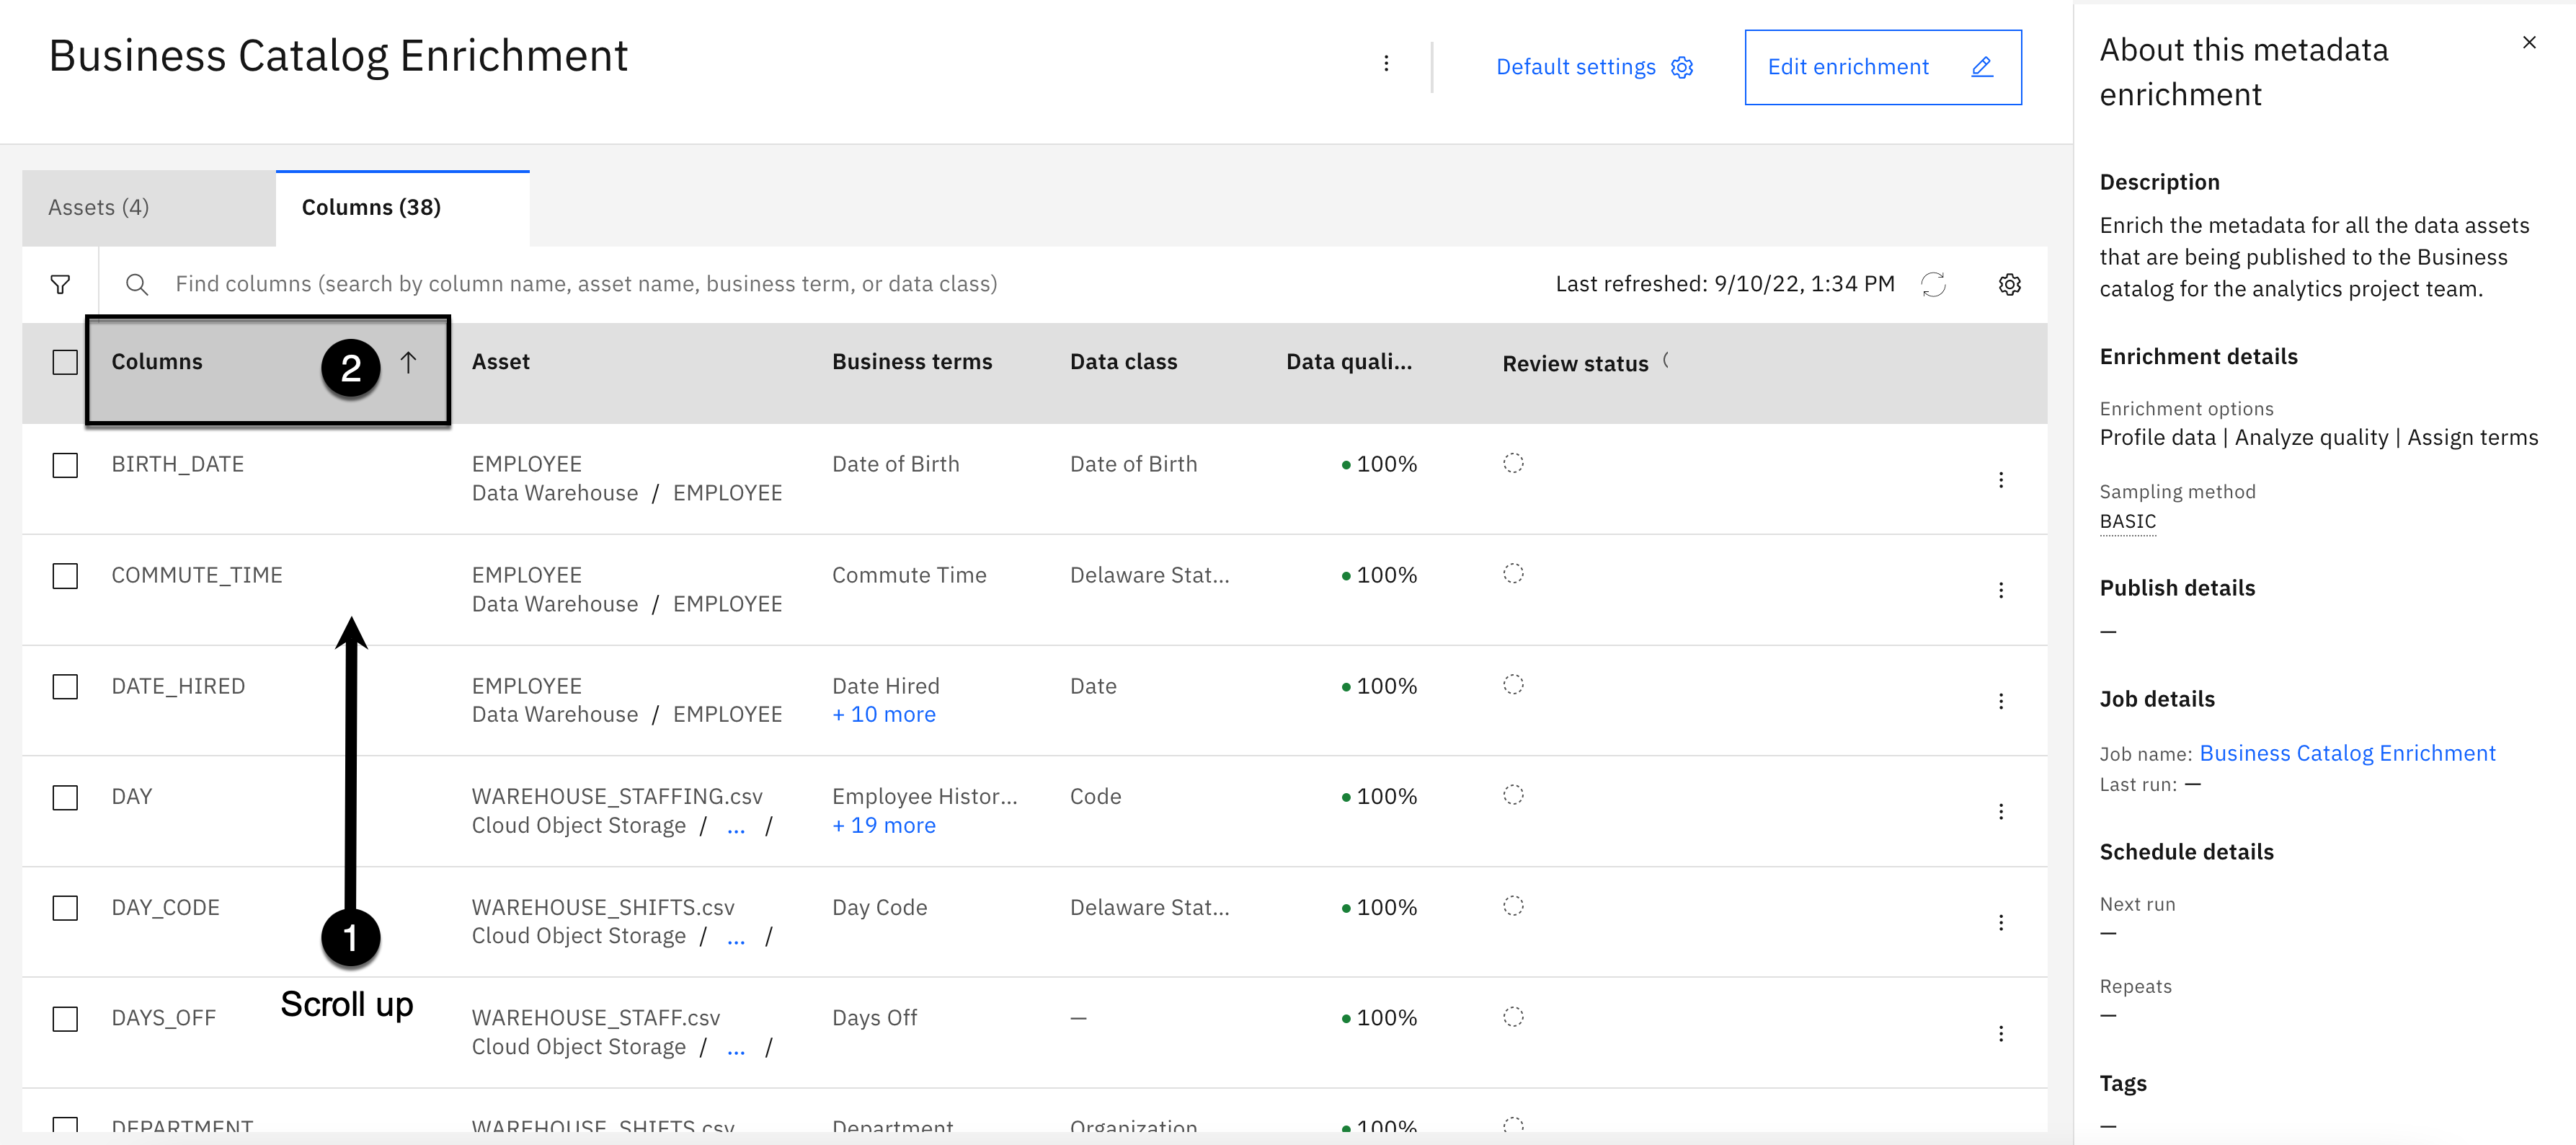 Business Catalog Enrichment
Default settings
Edit enrichment
Assets (4)
Columns (38)
Find columns (search by column name, asset name, business term, or data class)
Last refreshed: 9/10/22, 1:34 PM
Columns 2 Asset Business terms Data class Data quali... Review status
BIRTH_DATE EMPLOYEE Date of Birth Date of Birth 100%
Data Warehouse / EMPLOYEE
COMMUTE_TIME EMPLOYEE Commute Time Delaware Stat... 100%
Data Warehouse / EMPLOYEE
DATE_HIRED EMPLOYEE Date Hired Date 100%
Data Warehouse / EMPLOYEE + 10 more
DAY WAREHOUSE_STAFFING.csv Employee Histor... Code 100%
Cloud Object Storage / ... / + 19 more
DAY_CODE WAREHOUSE_SHIFTS.csv Day Code Delaware Stat... 100%
Cloud Object Storage / ... /
1
Scroll up
DAYS_OFF WAREHOUSE_STAFF.csv Days Off — 100%
Cloud Object Storage / ... /
DEPARTMENT WAREHOUSE_SHIFTS.csv Department Organization 100%
About this metadata
enrichment
Description
Enrich the metadata for all the data assets
that are being published to the Business
catalog for the analytics project team.
Enrichment details
Enrichment options
Profile data | Analyze quality | Assign terms
Sampling method
BASIC
Publish details
—
Job details
Job name: Business Catalog Enrichment
Last run: —
Schedule details
Next run
—
Repeats
—
Tags
—